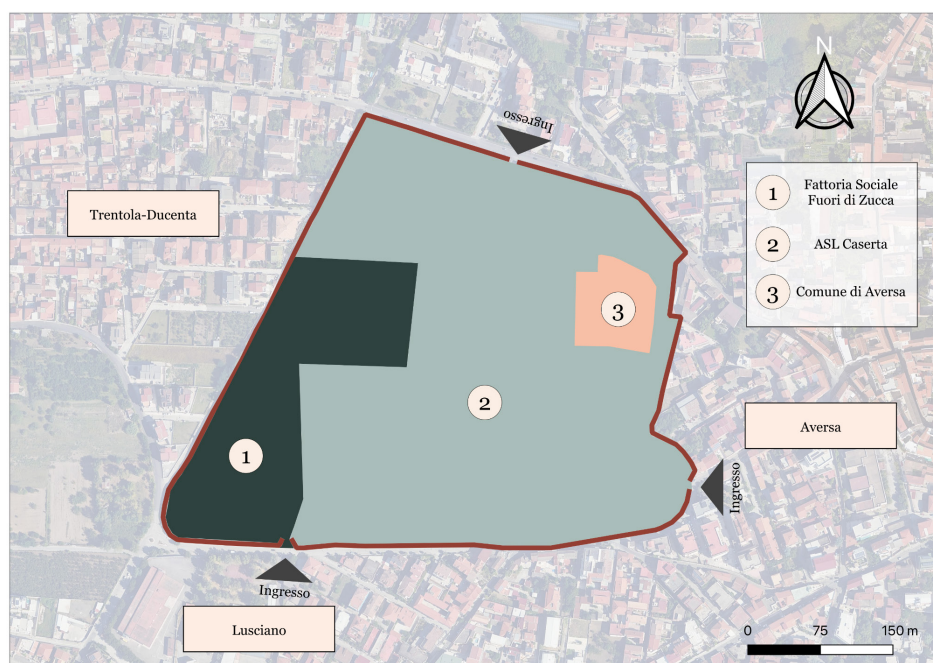 N
Ingresso
1
Fattoria Sociale
Fuori di Zucca
2
ASL Caserta
3
Comune di Aversa
Trentola-Ducenta
3
2
Aversa
1
Ingresso
Ingresso
Lusciano
0
75
150 m